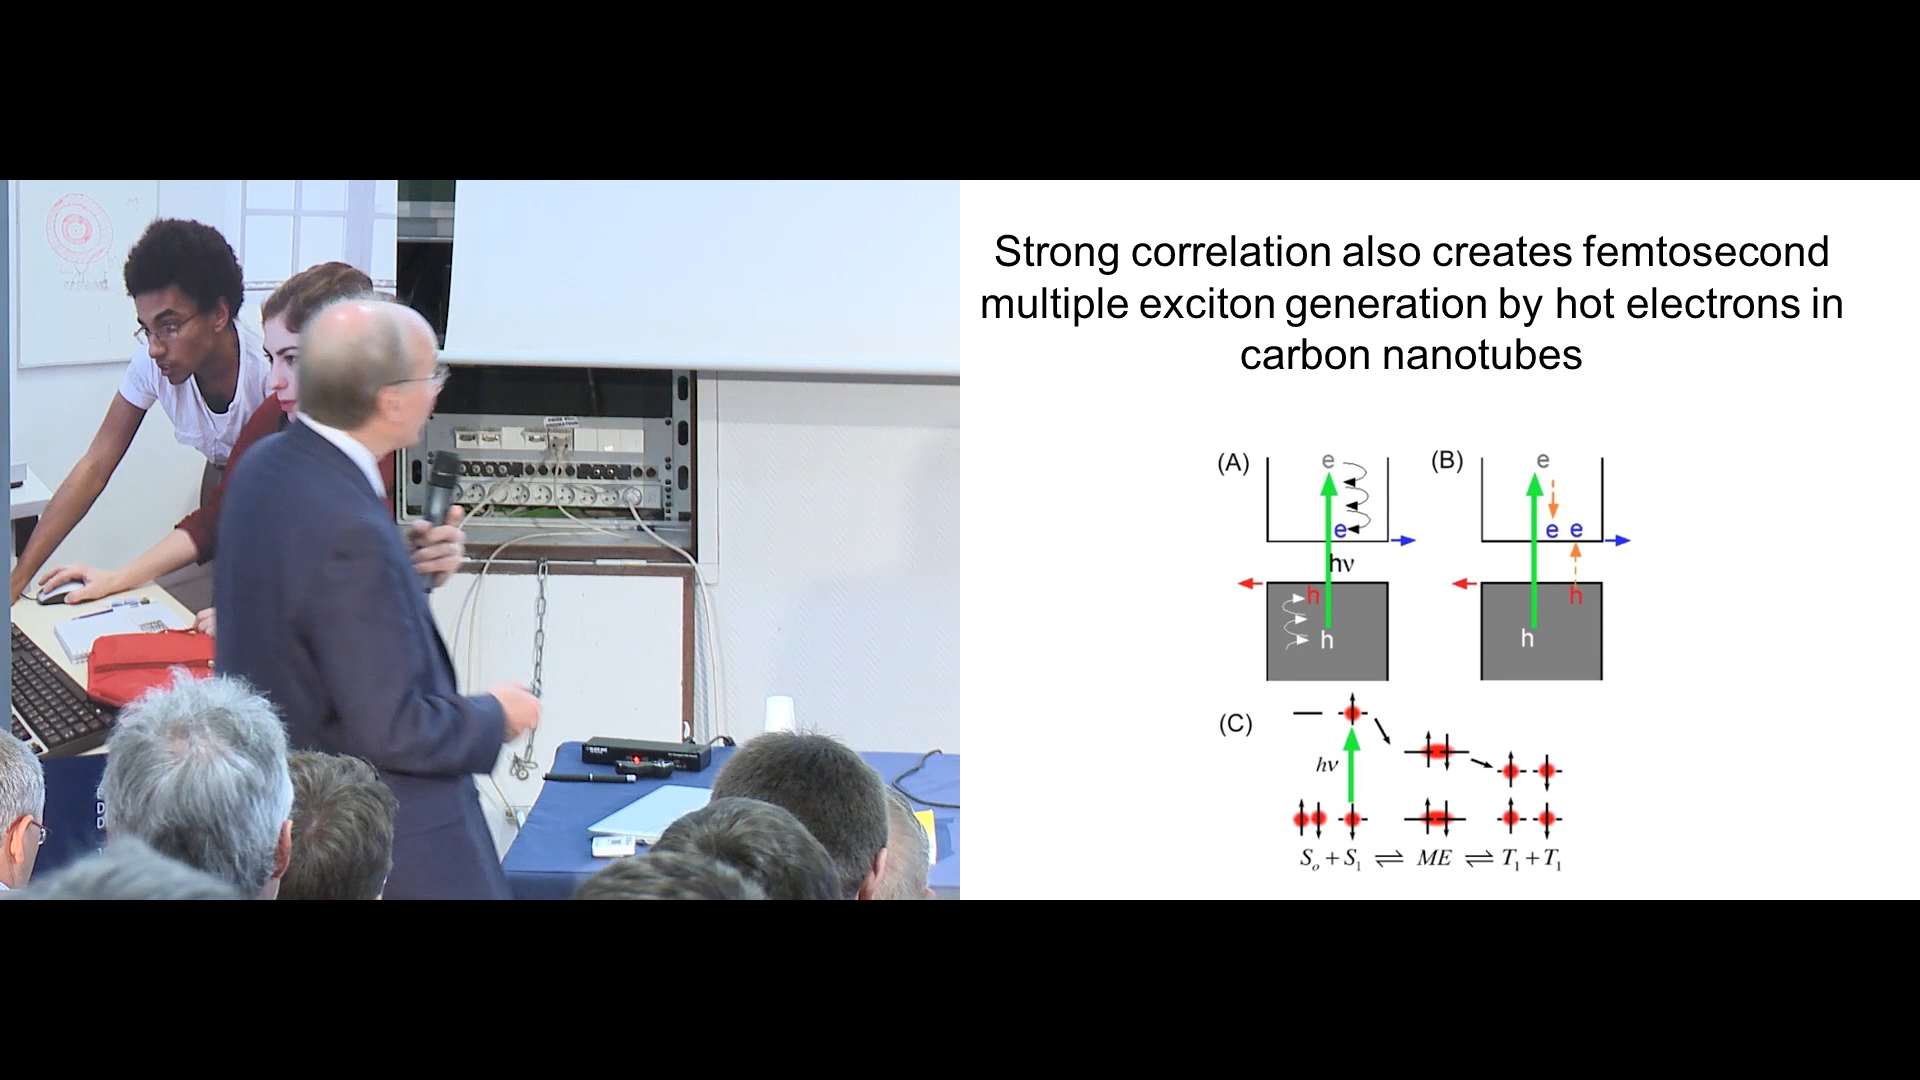 Strong correlation also creates femtosecond
multiple exciton generation by hot electrons in
carbon nanotubes
(A)
e
e
hν
h
h
(B)
e
e e
h
h
(C)
hν
S₀ + S₁ ⇌ ME ⇌ T₁ + T₁